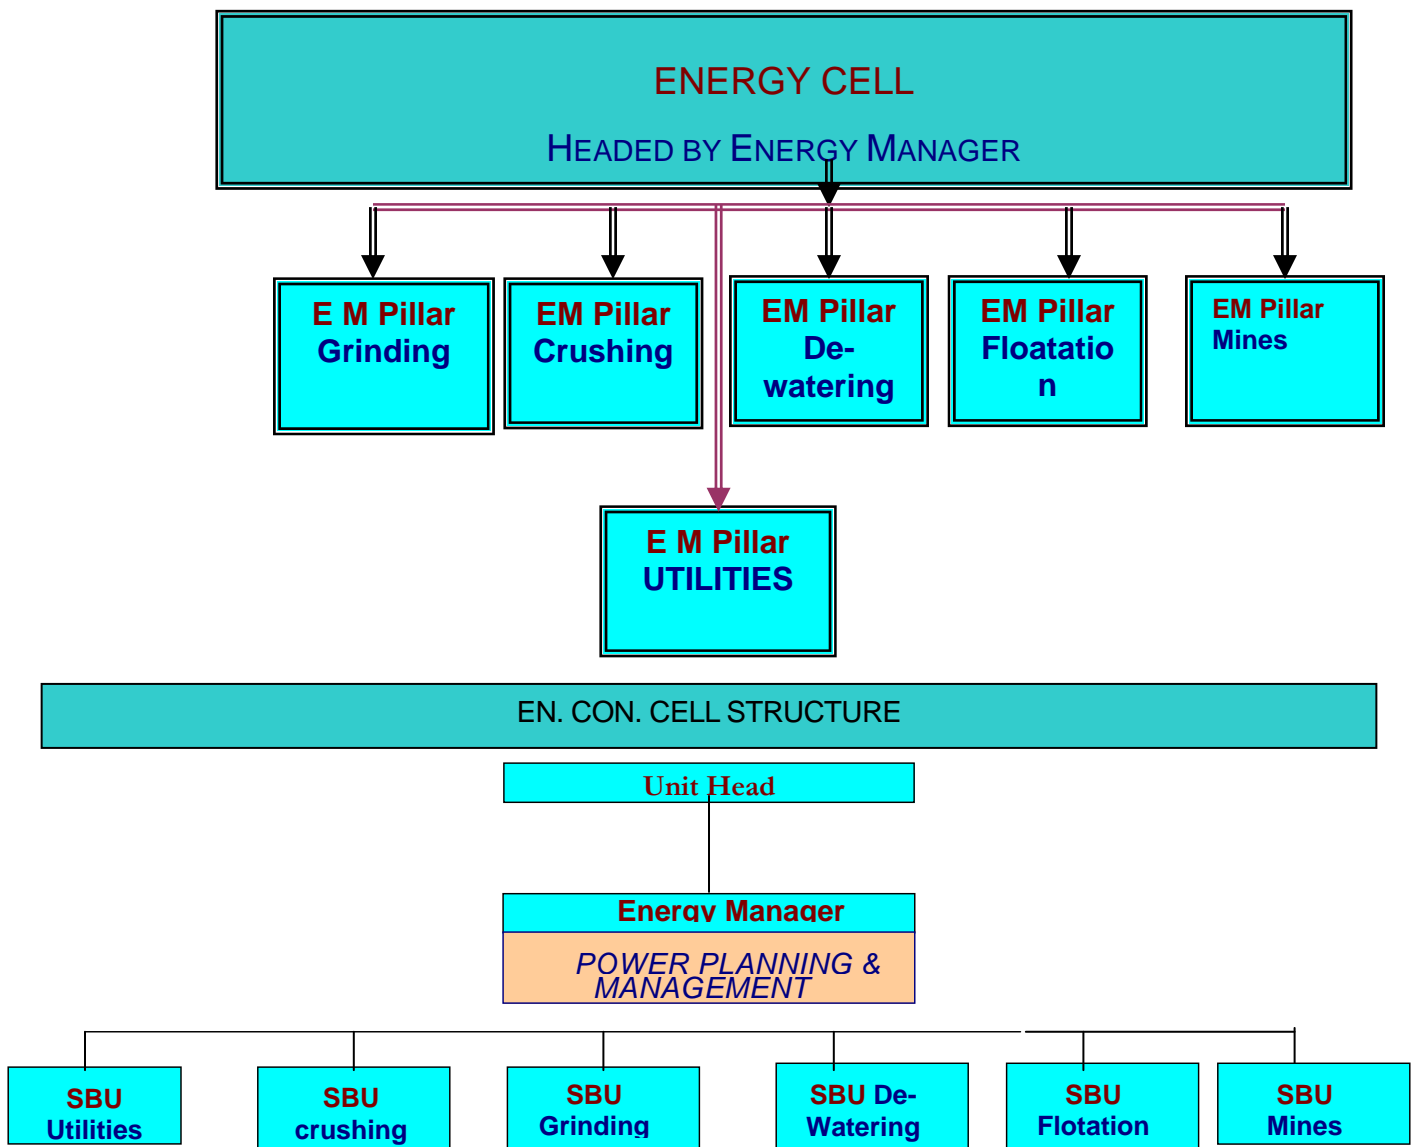 ENERGY CELL
HEADED BY ENERGY MANAGER
E M Pillar
Grinding
EM Pillar
Crushing
EM Pillar
De-
watering
EM Pillar
Floatatio
n
EM Pillar
Mines
E M Pillar
UTILITIES
EN. CON. CELL STRUCTURE
Unit Head
Energy Manager
POWER PLANNING &
MANAGEMENT
SBU
Utilities
SBU
crushing
SBU
Grinding
SBU De-
Watering
SBU
Flotation
SBU
Mines